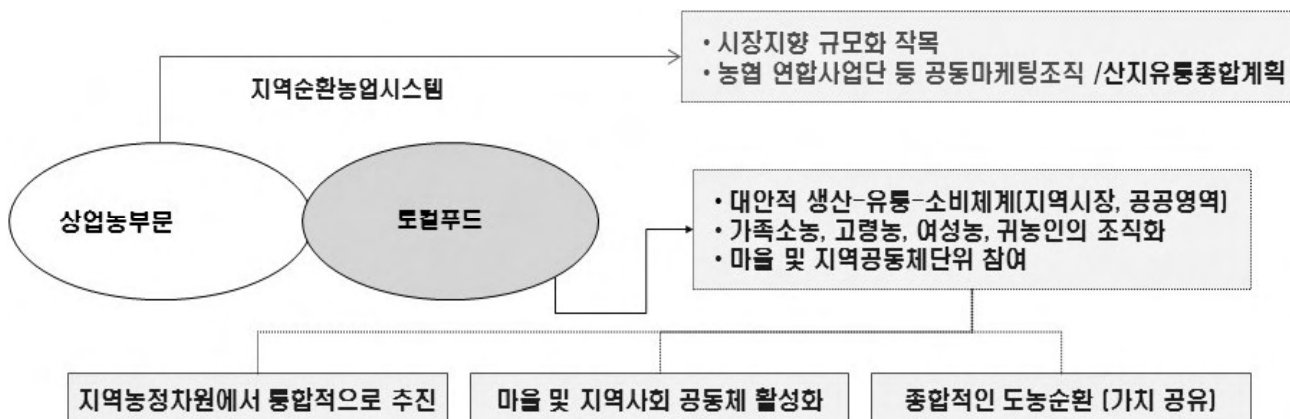 • 시장지향 규모화 작목
• 농협 연합사업단 등 공동마케팅조직 /산지유통종합계획
지역순환농업시스템
상업농부문
로컬푸드
• 대안적 생산-유통-소비체계(지역시장, 공공영역)
• 가족소농, 고령농, 여성농, 귀농인의 조직화
• 마을 및 지역공동체단위 참여
지역농정차원에서 통합적으로 추진
마을 및 지역사회 공동체 활성화
종합적인 도농순환 (가치 공유)